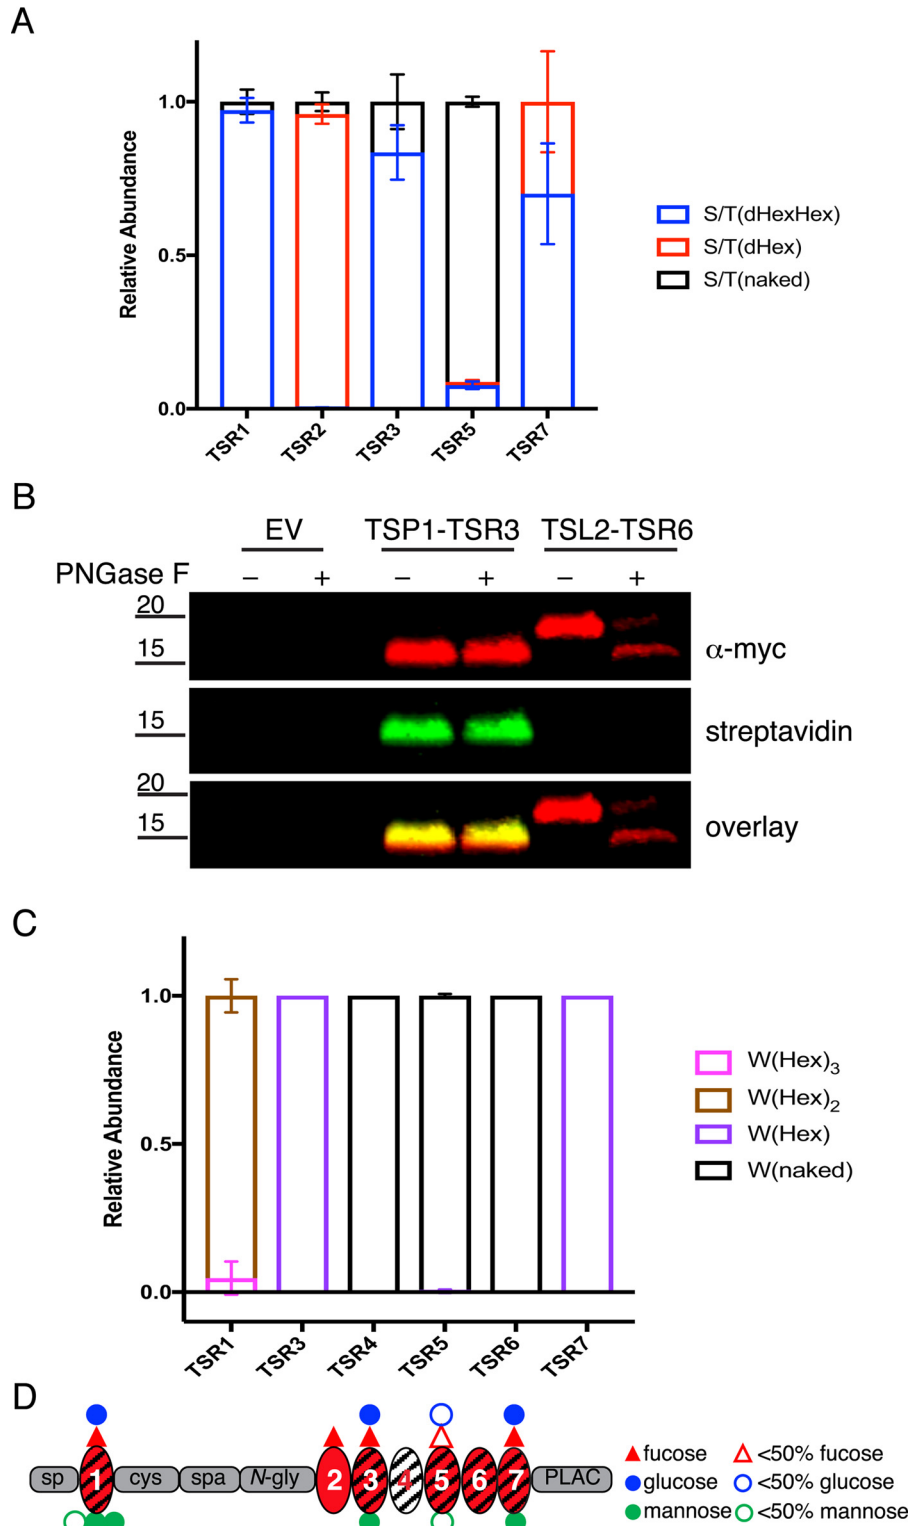 A
1.0
0.5
0.0
Relative Abundance
TSR1 TSR2 TSR3 TSR5 TSR7
S/T(dHexHex)
S/T(dHex)
S/T(naked)
B
EV TSP1-TSR3 TSL2-TSR6
PNGase F – + – + – +
20
15
α-myc
15
streptavidin
20
15
overlay
C
1.0
0.5
0.0
Relative Abundance
TSR1 TSR3 TSR4 TSR5 TSR6 TSR7
W(Hex)3
W(Hex)2
W(Hex)
W(naked)
D
sp 1 cys spa N-gly 2 3 4 5 6 7 PLAC
fucose <50% fucose
glucose <50% glucose
mannose <50% mannose